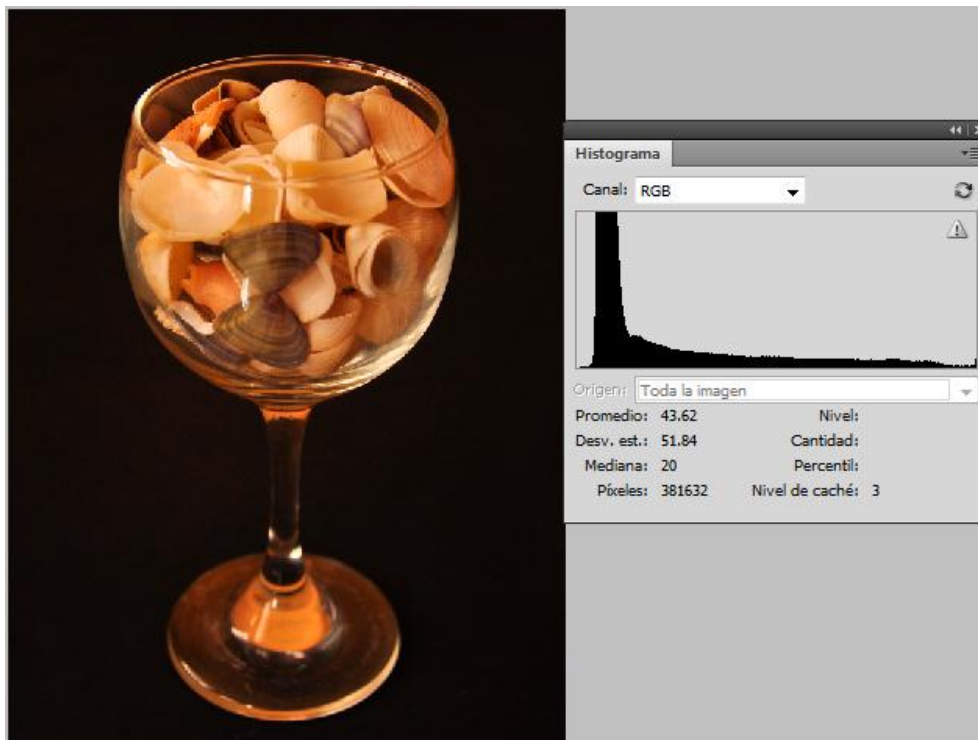 Histograma
Canal: RGB
Origen: Toda la imagen
Promedio: 43.62 Nivel:
Desv. est.: 51.84 Cantidad:
Mediana: 20 Percentil:
Píxeles: 381632 Nivel de caché: 3